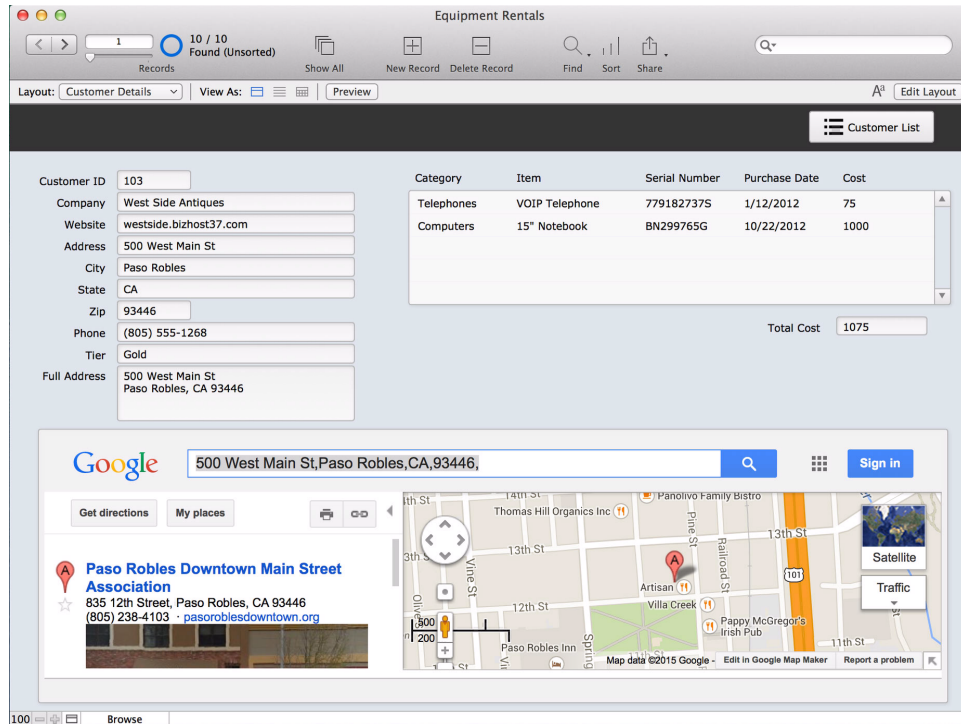 Equipment Rentals
1
10 / 10
Found (Unsorted)
Records
Show All
New Record
Delete Record
Find
Sort
Share
Layout:
Customer Details
View As:
Preview
Aa
Edit Layout
Customer List
Customer ID
103
Company
West Side Antiques
Website
westside.bizhost37.com
Address
500 West Main St
City
Paso Robles
State
CA
Zip
93446
Phone
(805) 555-1268
Tier
Gold
Full Address
500 West Main St
Paso Robles, CA 93446
Category Item Serial Number Purchase Date Cost
Telephones VOIP Telephone 779182737S 1/12/2012 75
Computers 15" Notebook BN299765G 10/22/2012 1000
Total Cost
1075
Google
500 West Main St,Paso Robles,CA,93446,
Sign in
Get directions
My places
A
Paso Robles Downtown Main Street
Association
835 12th Street, Paso Robles, CA 93446
(805) 238-4103 · pasoroblesdowntown.org
14th St
Panolivo Family Bistro
Thomas Hill Organics Inc
Pine St
13th St
13th St
Railroad St
Vine St
A
Artisan
101
Villa Creek
12th St
Pappy McGregor's
Irish Pub
500
200
Paso Robles Inn
Spring
11th St
Satellite
Traffic
Map data ©2015 Google -
Edit in Google Map Maker
Report a problem
100
Browse